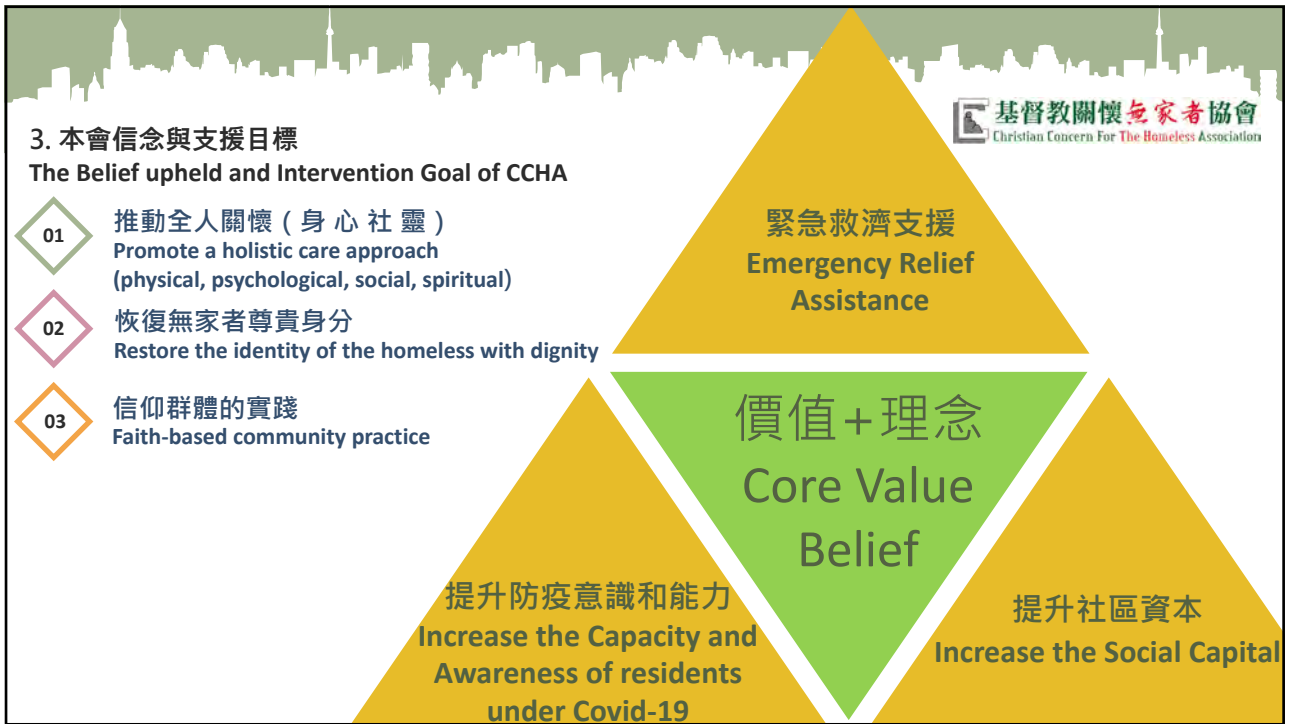 基督教關懷無家者協會
Christian Concern For The Homeless Association
3. 本會信念與支援目標
The Belief upheld and Intervention Goal of CCHA
01
推動全人關懷 ( 身 心 社 靈 )
Promote a holistic care approach
(physical, psychological, social, spiritual)
02
恢復無家者尊貴身分
Restore the identity of the homeless with dignity
03
信仰群體的實踐
Faith-based community practice
緊急救濟支援
Emergency Relief
Assistance
價值+理念
Core Value
Belief
提升防疫意識和能力
Increase the Capacity and
Awareness of residents
under Covid-19
提升社區資本
Increase the Social Capital